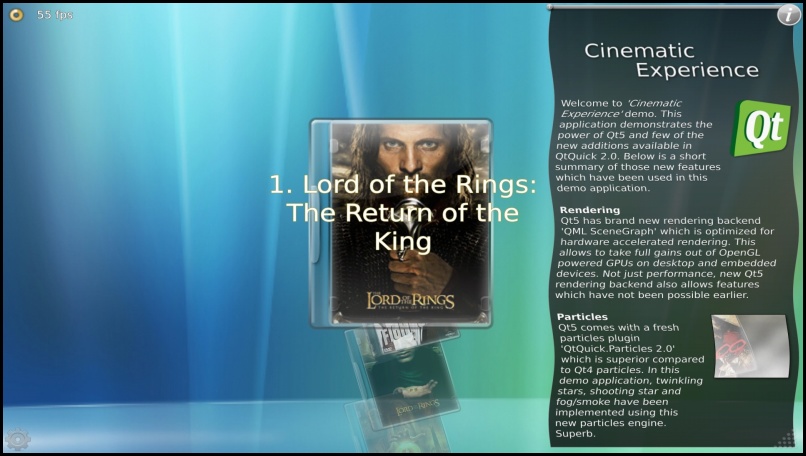 55 fps
Cinematic
Experience
Welcome to 'Cinematic
Experience' demo. This
application demonstrates the
power of Qt5 and few of the
new additions available in
QtQuick 2.0. Below is a short
summary of those new features
which have been used in this
demo application.
Qt
Rendering
Qt5 has brand new rendering backend
'QML SceneGraph' which is optimized for
hardware accelerated rendering. This
allows to take full gains out of OpenGL
powered GPUs on desktop and embedded
devices. Not just performance, new Qt5
rendering backend also allows features
which have not been possible earlier.
Particles
Qt5 comes with a fresh
particles plugin
'QtQuick.Particles 2.0'
which is superior compared
to Qt4 particles. In this
demo application, twinkling
stars, shooting star and
fog/smoke have been
implemented using this
new particles engine.
Superb.
1. Lord of the Rings:
The Return of the
King
THE
LORD OF THE RINGS
THE RETURN OF THE KING
LORD OF THE RINGS
i